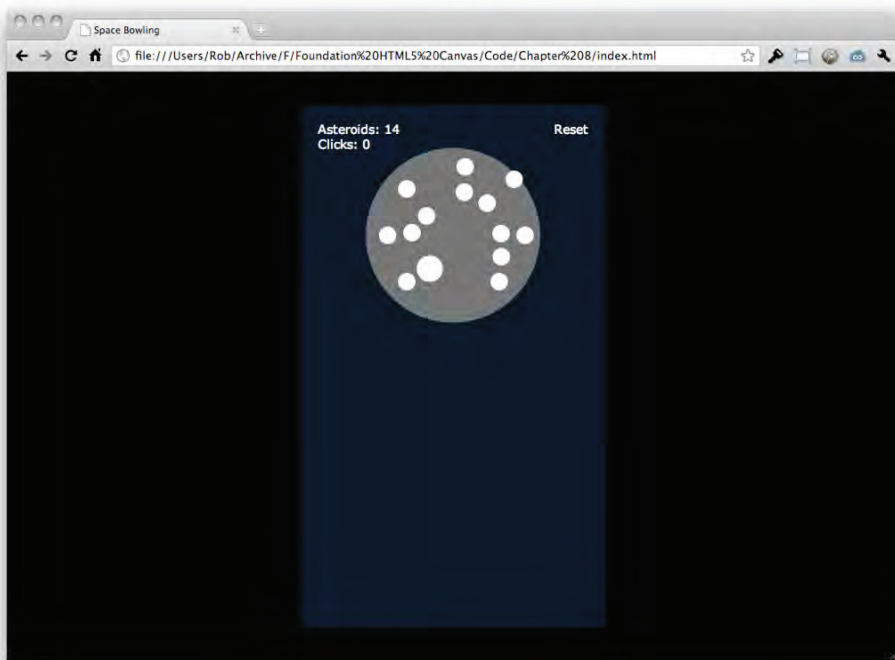 Space Bowling
file:///Users/Rob/Archive/F/Foundation%20HTML5%20Canvas/Code/Chapter%208/index.html
Asteroids: 14
Reset
Clicks: 0